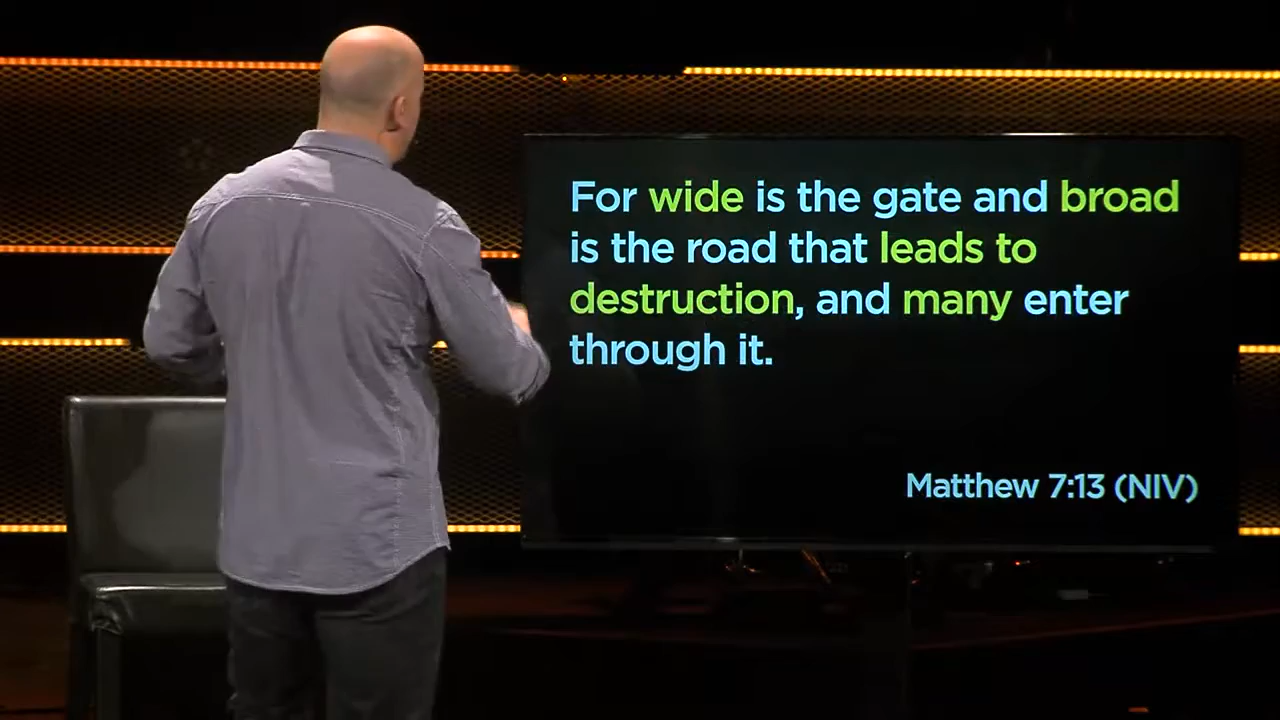 For wide is the gate and broad
is the road that leads to
destruction, and many enter
through it.
Matthew 7:13 (NIV)